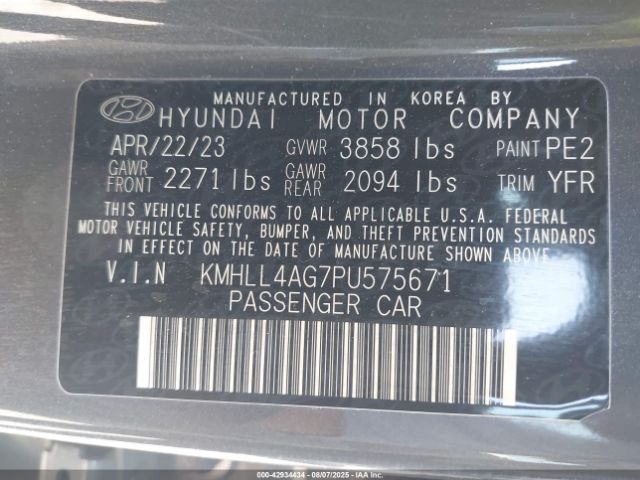 MANUFACTURED IN KOREA BY
HYUNDAI MOTOR COMPANY
APR/22/23 GVWR 3858 lbs PAINT PE2
GAWR FRONT 2271 lbs GAWR REAR 2094 lbs TRIM YFR
THIS VEHICLE CONFORMS TO ALL APPLICABLE U.S.A. FEDERAL
MOTOR VEHICLE SAFETY, BUMPER, AND THEFT PREVENTION STANDARDS
IN EFFECT ON THE DATE OF MANUFACTURE SHOWN ABOVE.
V.I.N KMHLL4AG7PU575671
PASSENGER CAR
000-42934434 - 08/07/2025 - IAAI.COM